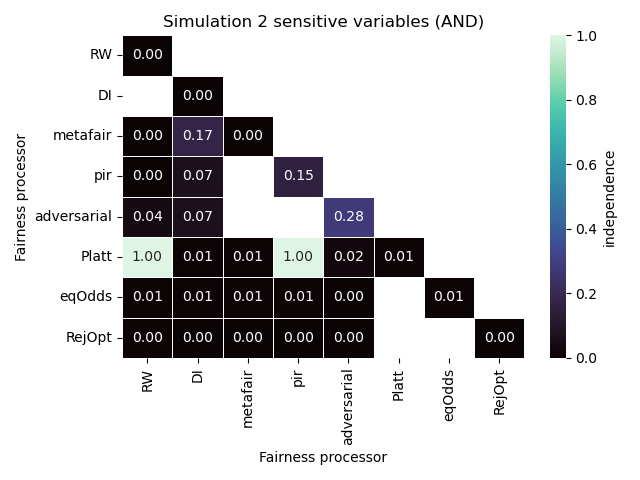 Simulation 2 sensitive variables (AND)
Fairness processor
RW 0.00
DI 0.00
metafair 0.00 0.17 0.00
pir 0.00 0.07 0.15
adversarial 0.04 0.07 0.28
Platt 1.00 0.01 0.01 1.00 0.02 0.01
eqOdds 0.01 0.01 0.01 0.01 0.00 0.01
RejOpt 0.00 0.00 0.00 0.00 0.00 0.00
RW DI metafair pir adversarial Platt eqOdds RejOpt
Fairness processor
1.0
0.8
0.6
0.4
0.2
0.0
independence